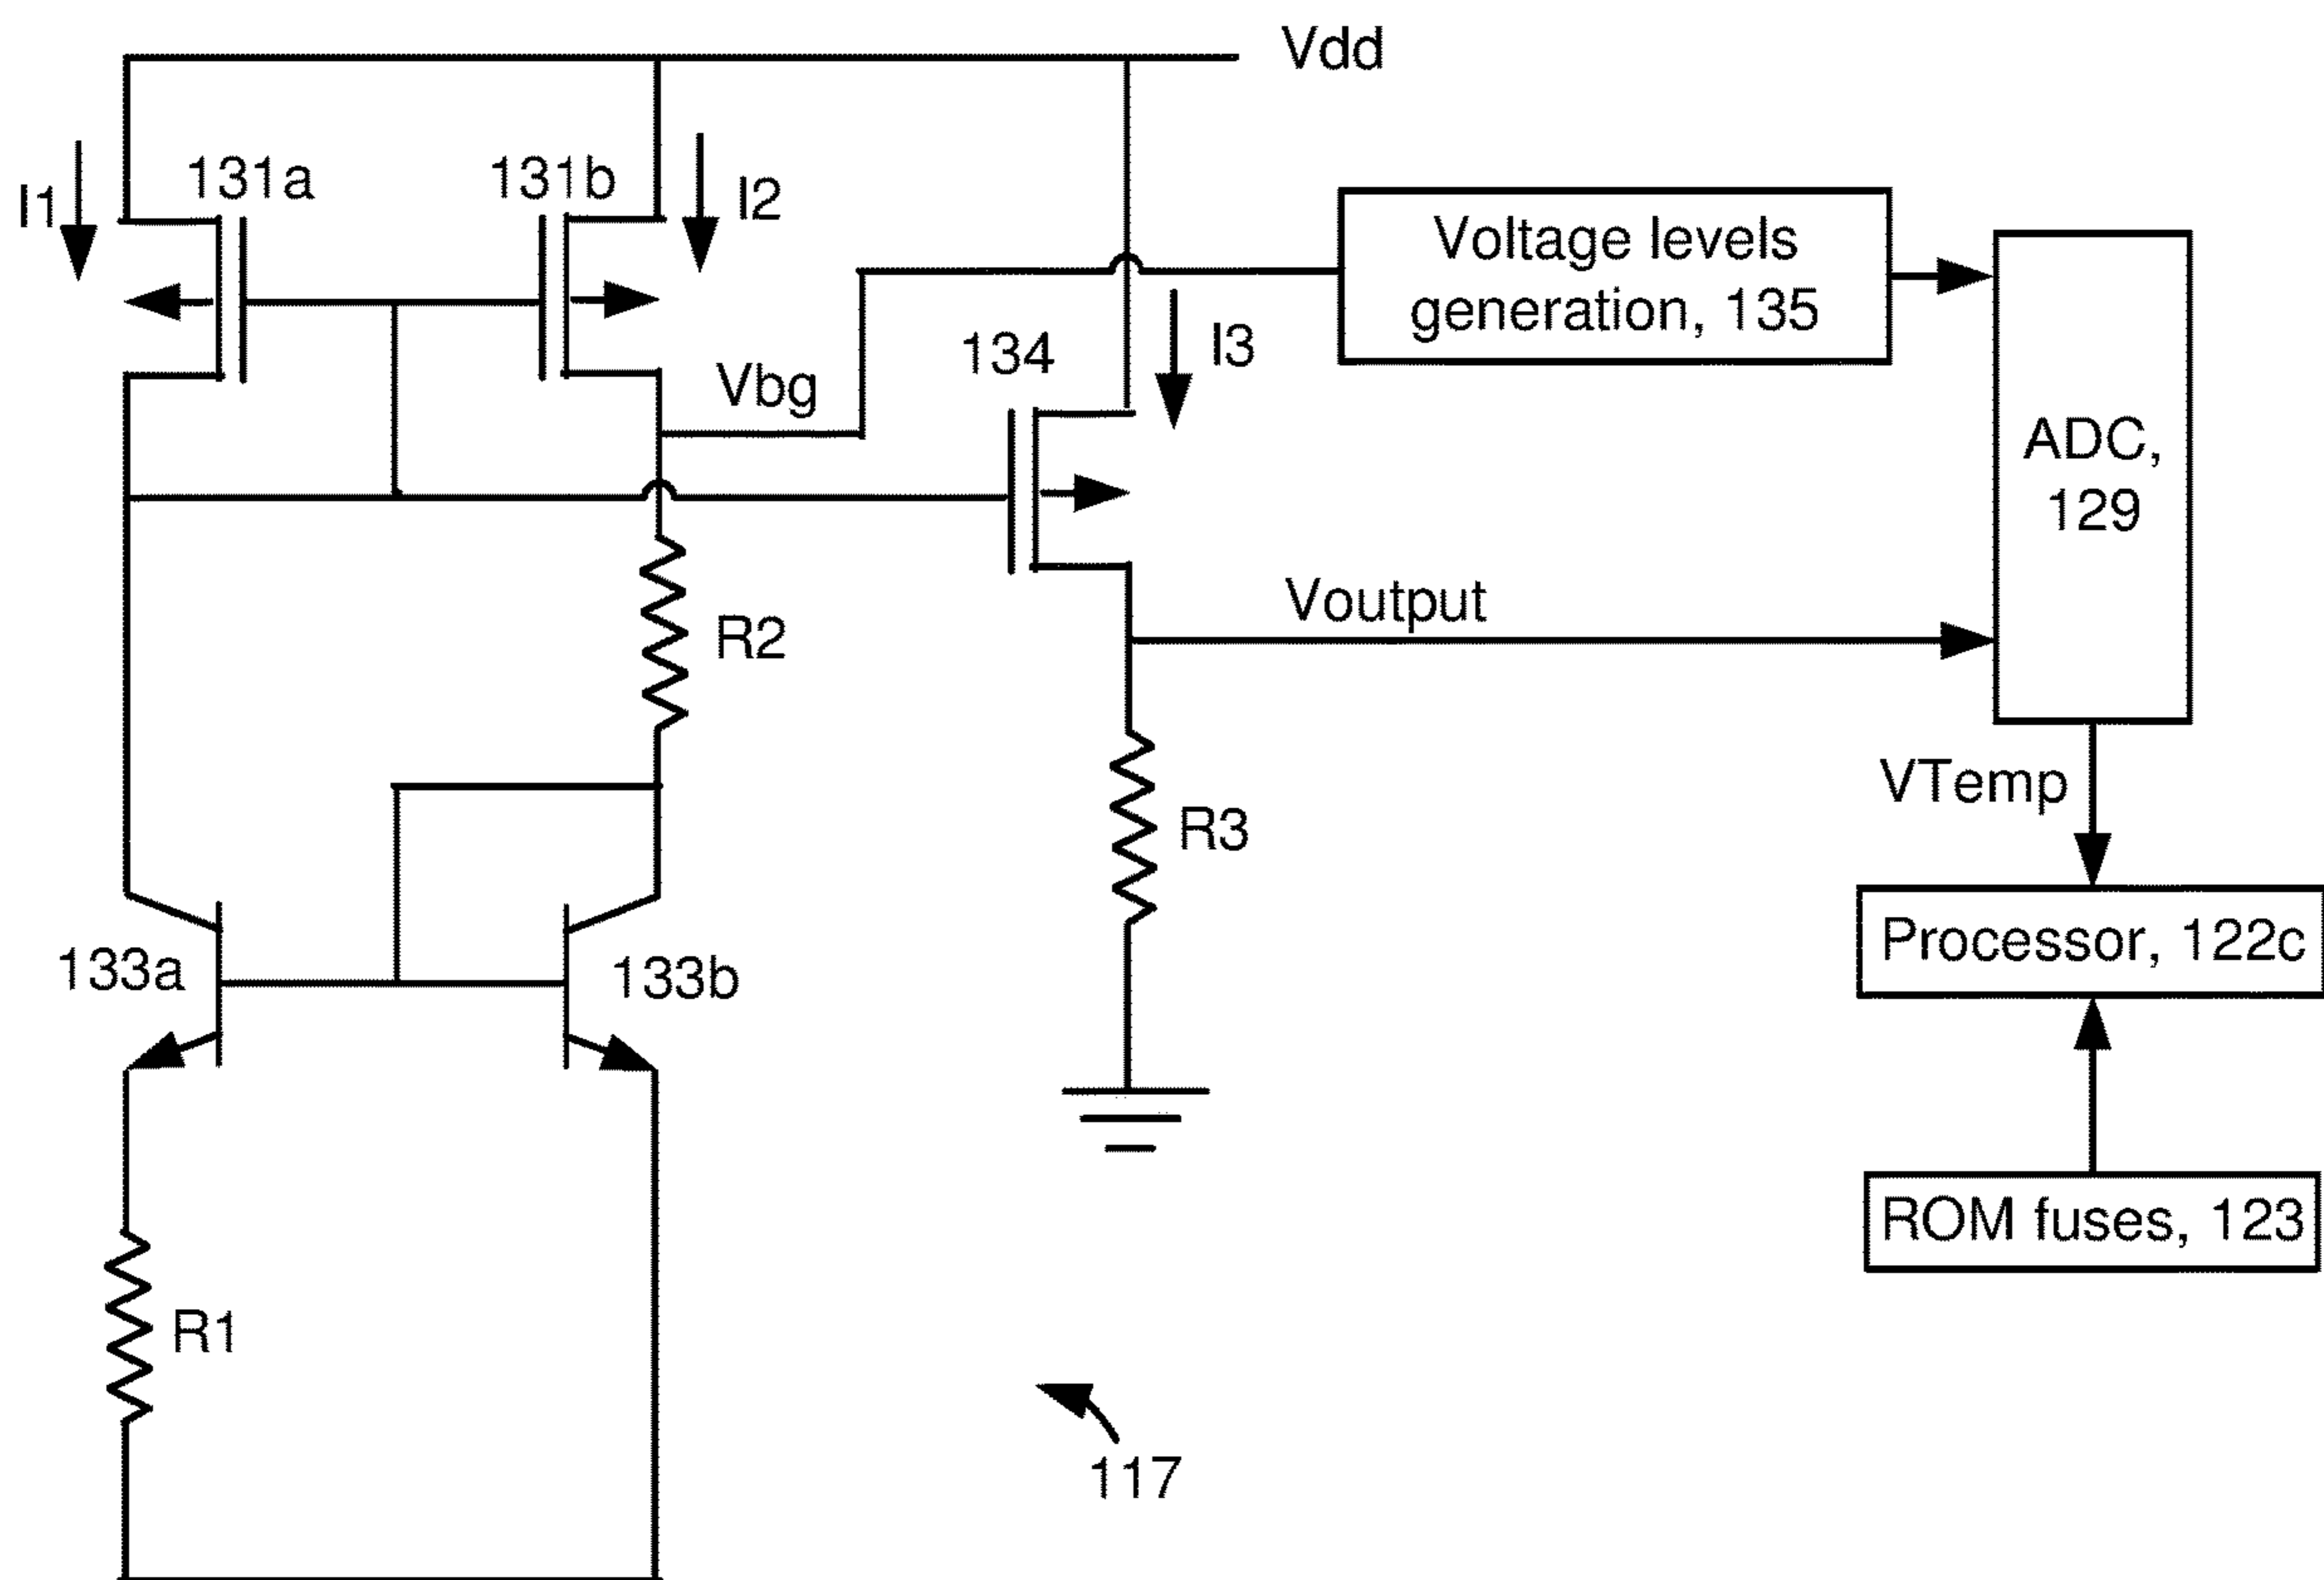 Vdd
I1
131a
131b
I2
Voltage levels
generation, 135
134
I3
Vbg
ADC,
129
Voutput
R2
VTemp
R3
133a
133b
Processor, 122c
ROM fuses, 123
R1
117